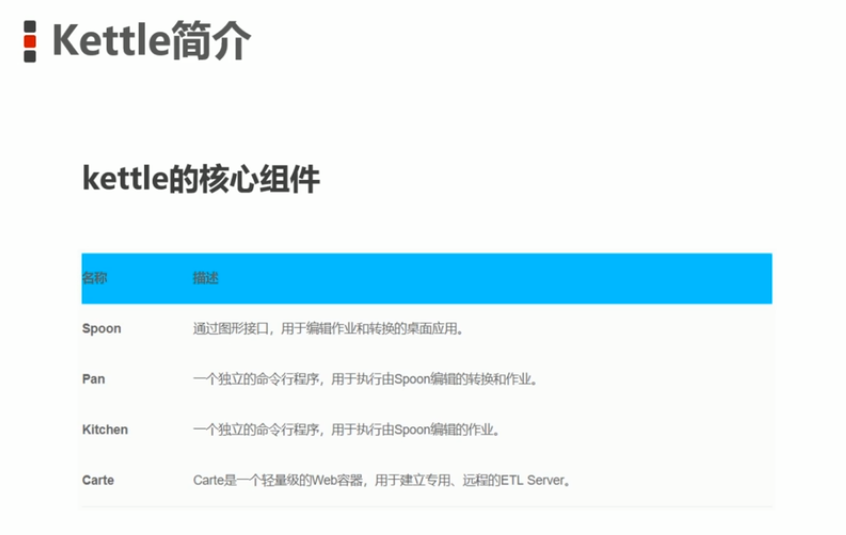 Kettle简介
kettle的核心组件
名称 描述
Spoon 通过图形接口，用于编辑作业和转换的桌面应用。
Pan 一个独立的命令行程序，用于执行由Spoon编辑的转换和作业。
Kitchen 一个独立的命令行程序，用于执行由Spoon编辑的作业。
Carte Carte是一个轻量级的Web容器，用于建立专用、远程的ETL Server。